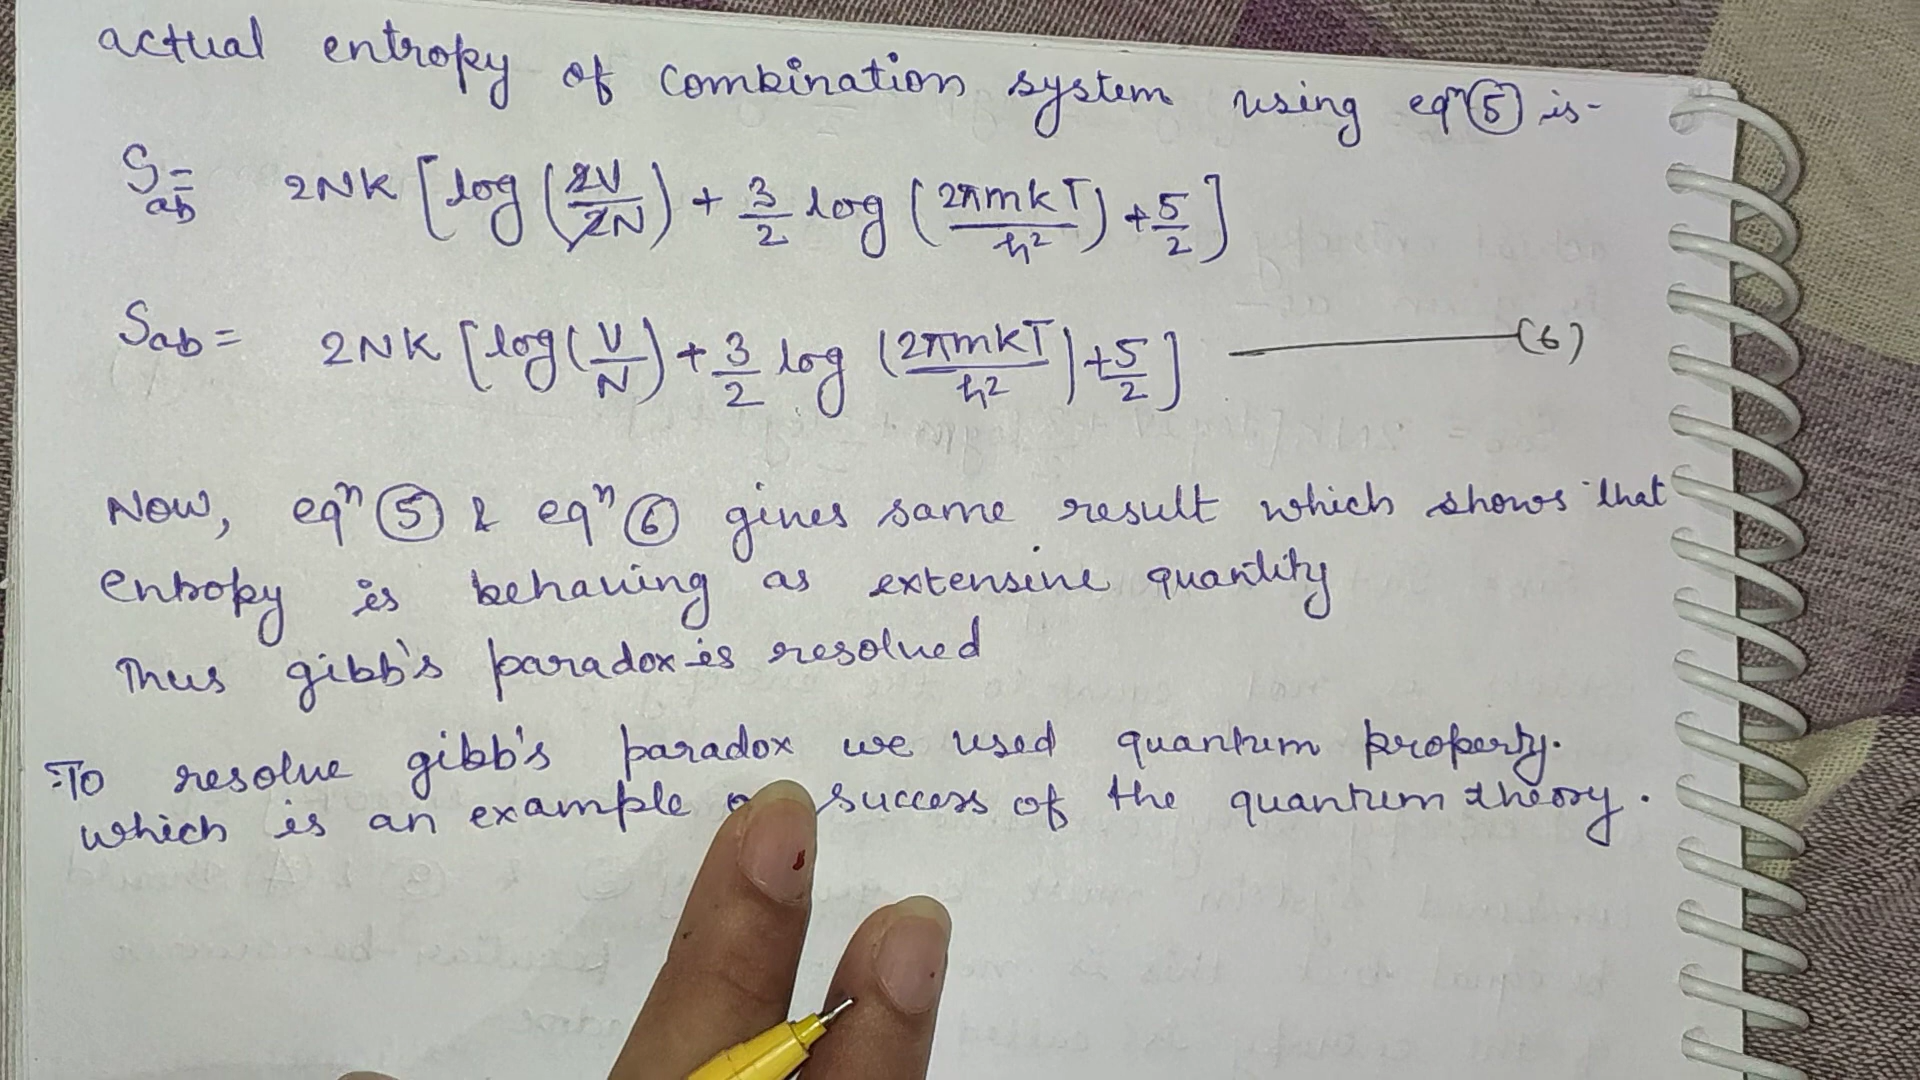 actual entropy of combination system using eqⁿ(5) is-
S_ab = 2NK [log (2V/2N) + 3/2 log (2πmkT/h²) + 5/2]
S_ab = 2NK [log (V/N) + 3/2 log (2πmkT/h²) + 5/2] ———(6)
Now, eqⁿ (5) & eqⁿ (6) gives same result which shows that
entropy is behaving as extensive quantity
Thus gibb's paradox is resolved
-To resolve gibb's paradox we used quantum property.
which is an example success of the quantum theory.